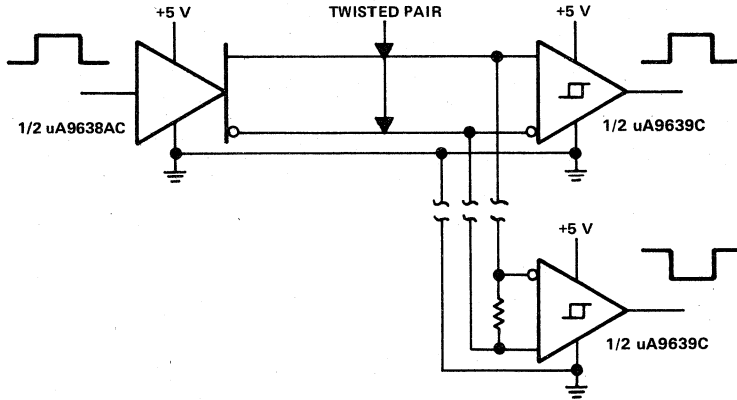 +5 V
TWISTED PAIR
+5 V
1/2 uA9638AC
1/2 uA9639C
+5 V
1/2 uA9639C